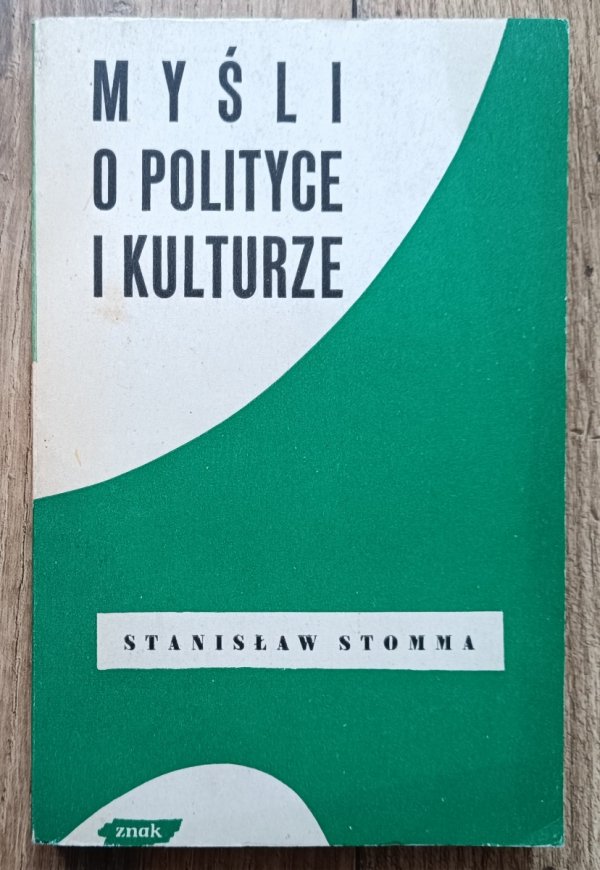 MYŚLI
O POLITYCE
I KULTURZE
STANISŁAW STOMMA
znak